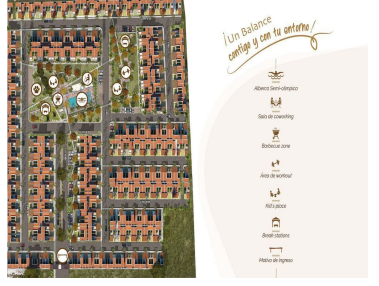 ¡Un Balance
contigo y con tu entorno!
Alberca Semi-olímpica
Sala de coworking
Barbecue zone
Área de workout
Kid's place
Break stations
Motivo de ingreso